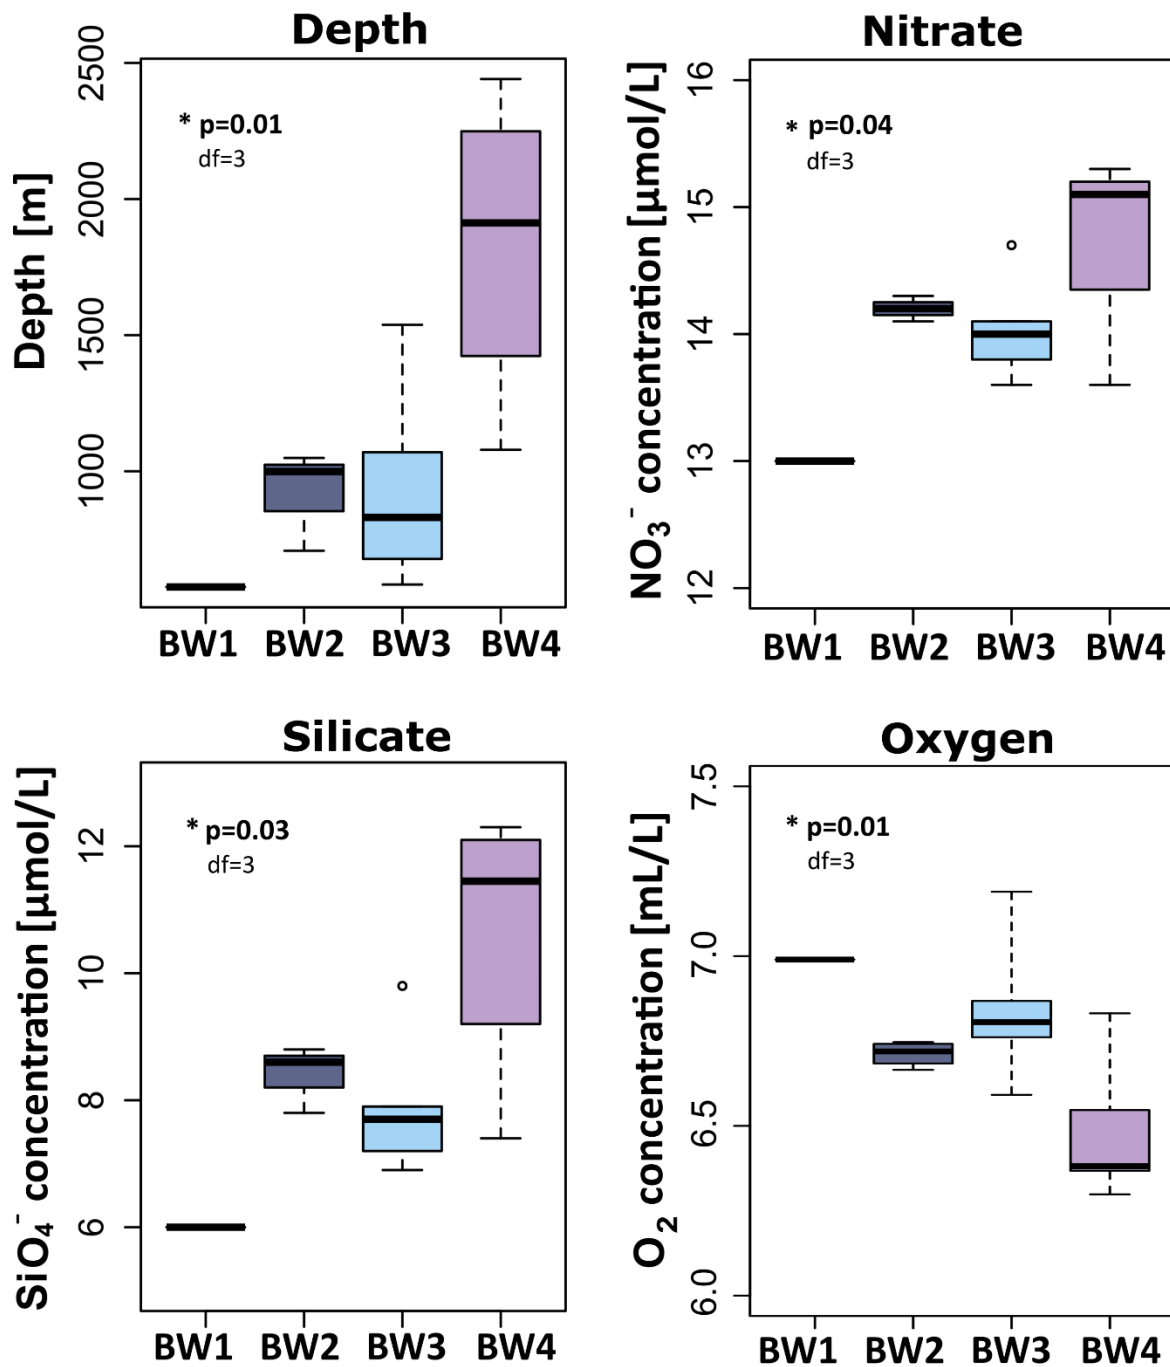 Depth
Depth [m]
2500
2000
1500
1000
* p=0.01
df=3
BW1 BW2 BW3 BW4
Nitrate
NO₃⁻ concentration [µmol/L]
16
15
14
13
12
* p=0.04
df=3
BW1 BW2 BW3 BW4
Silicate
SiO₄⁻ concentration [µmol/L]
12
10
8
6
* p=0.03
df=3
BW1 BW2 BW3 BW4
Oxygen
O₂ concentration [mL/L]
7.5
7.0
6.5
6.0
* p=0.01
df=3
BW1 BW2 BW3 BW4